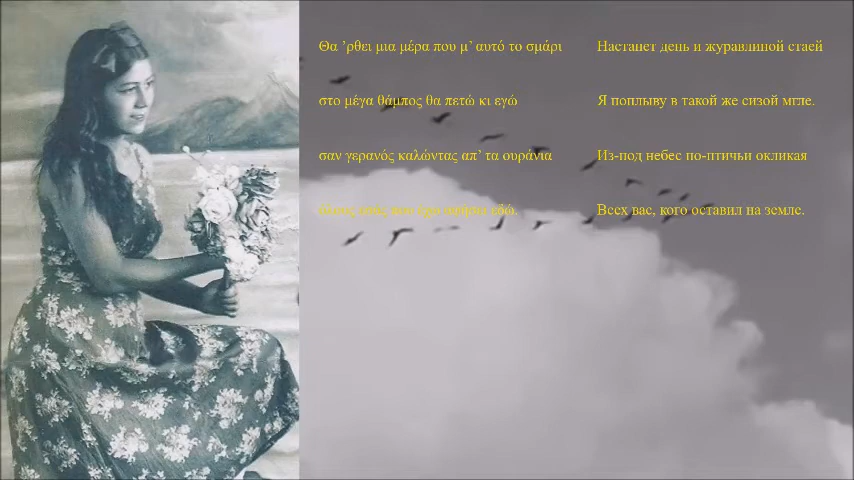 Θα ’ρθει μια μέρα που μ’ αυτό το σμάρι
στο μέγα θάμπος θα πετώ κι εγώ
σαν γερανός καλώντας απ’ τα ουράνια
εδώ.
Настанет день и журавлиной стаей
Я поплыву в такой же сизой мгле.
Из-под небес по-птичьи окликая
Всех вас, кого оставил на земле.